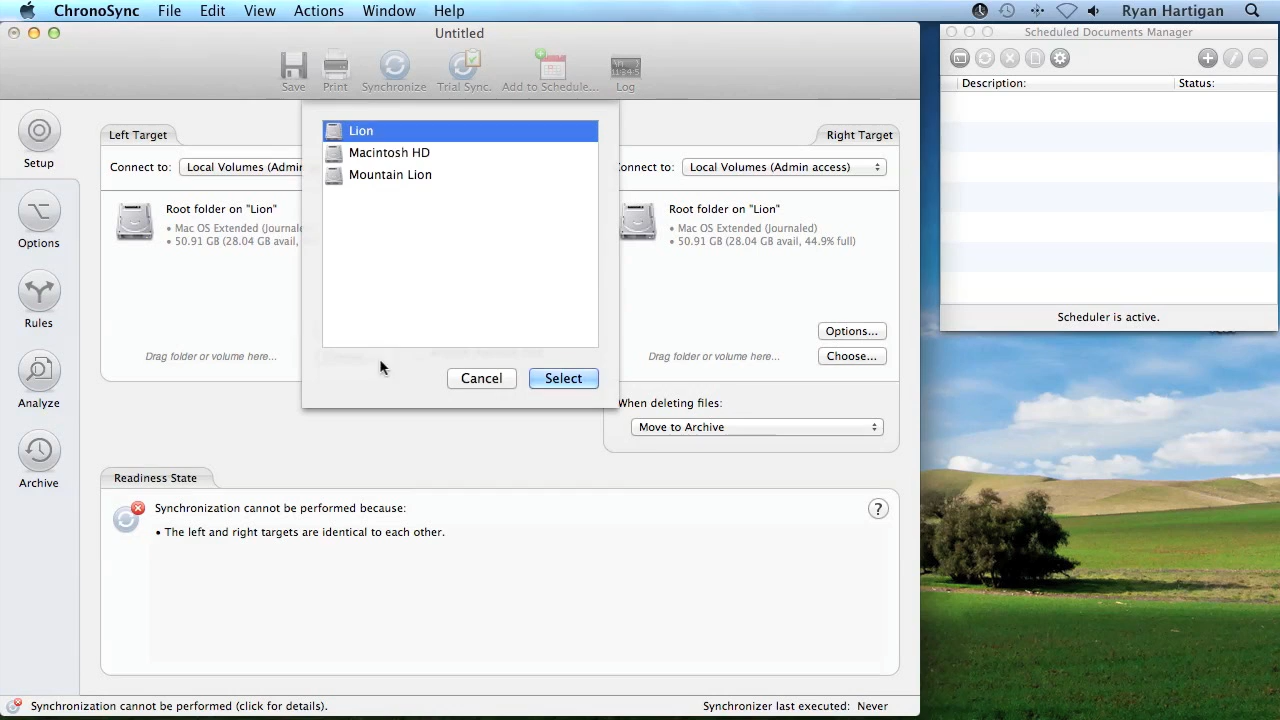 ChronoSync File Edit View Actions Window Help Ryan Hartigan
Untitled
Save Print Synchronize Trial Sync. Add to Schedule... Log
Setup
Options
Rules
Analyze
Archive
Left Target
Connect to: Local Volumes (Admin
Root folder on "Lion"
• Mac OS Extended (Journaled
• 50.91 GB (28.04 GB avail,
Drag folder or volume here...
Lion
Macintosh HD
Mountain Lion
Cancel Select
Right Target
Connect to: Local Volumes (Admin access)
Root folder on "Lion"
• Mac OS Extended (Journaled)
• 50.91 GB (28.04 GB avail, 44.9% full)
Options...
Drag folder or volume here... Choose...
When deleting files:
Move to Archive
Readiness State
Synchronization cannot be performed because:
• The left and right targets are identical to each other.
?
Synchronization cannot be performed (click for details). Synchronizer last executed: Never
Scheduled Documents Manager
Description: Status:
Scheduler is active.